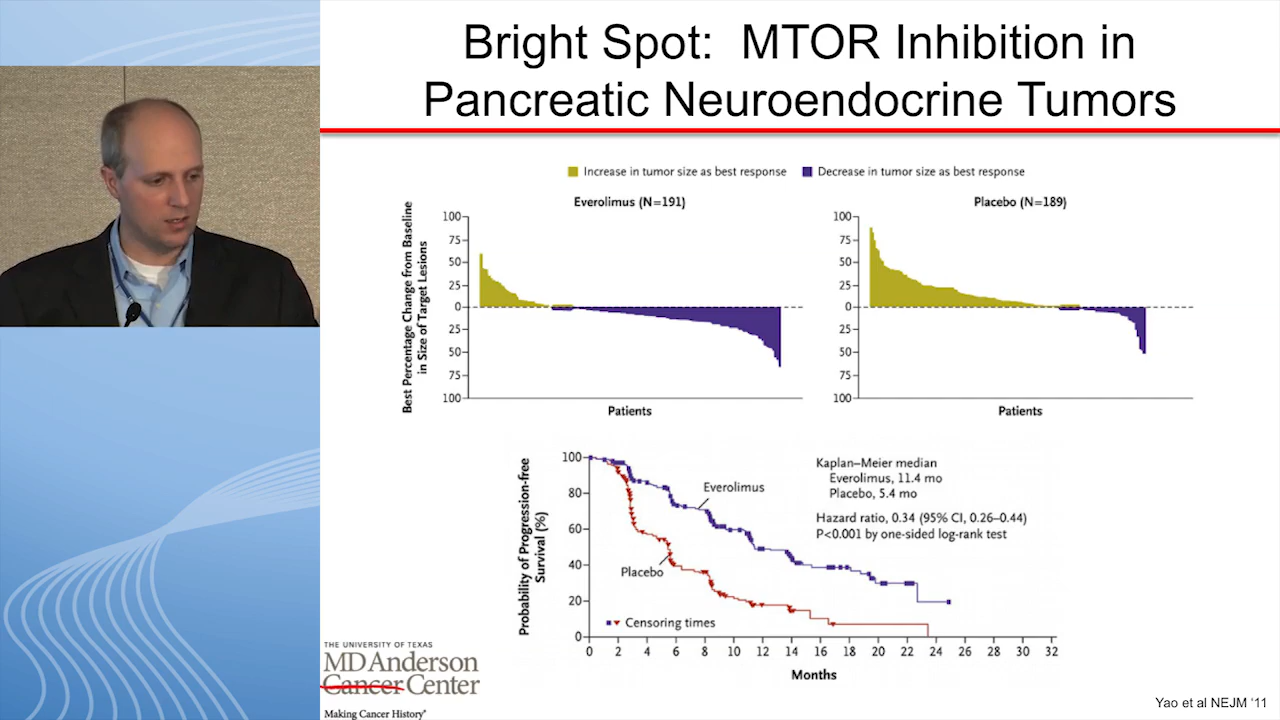 Bright Spot: MTOR Inhibition in
Pancreatic Neuroendocrine Tumors
Increase in tumor size as best response
Decrease in tumor size as best response
Everolimus (N=191)
Best Percentage Change from Baseline
in Size of Target Lesions
100
75
50
25
0
25
50
75
100
Patients
Placebo (N=189)
100
75
50
25
0
25
50
75
100
Patients
Probability of Progression-free
Survival (%)
100
80
60
40
20
0
Everolimus
Placebo
Kaplan–Meier median
Everolimus, 11.4 mo
Placebo, 5.4 mo
Hazard ratio, 0.34 (95% CI, 0.26–0.44)
P<0.001 by one-sided log-rank test
Censoring times
0 2 4 6 8 10 12 14 16 18 20 22 24 26 28 30 32
Months
THE UNIVERSITY OF TEXAS
MD Anderson
Cancer Center
Making Cancer History®
Yao et al NEJM ‘11